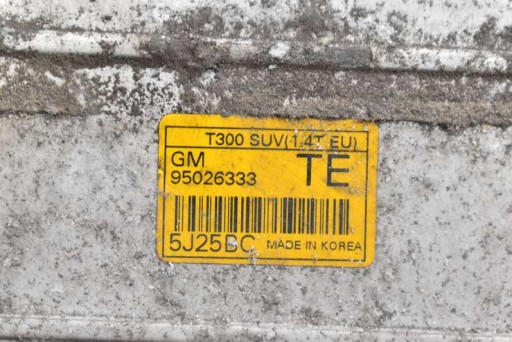 T300 SUV(1.4T,EU)
GM TE
95026333
5J25BC MADE IN KOREA